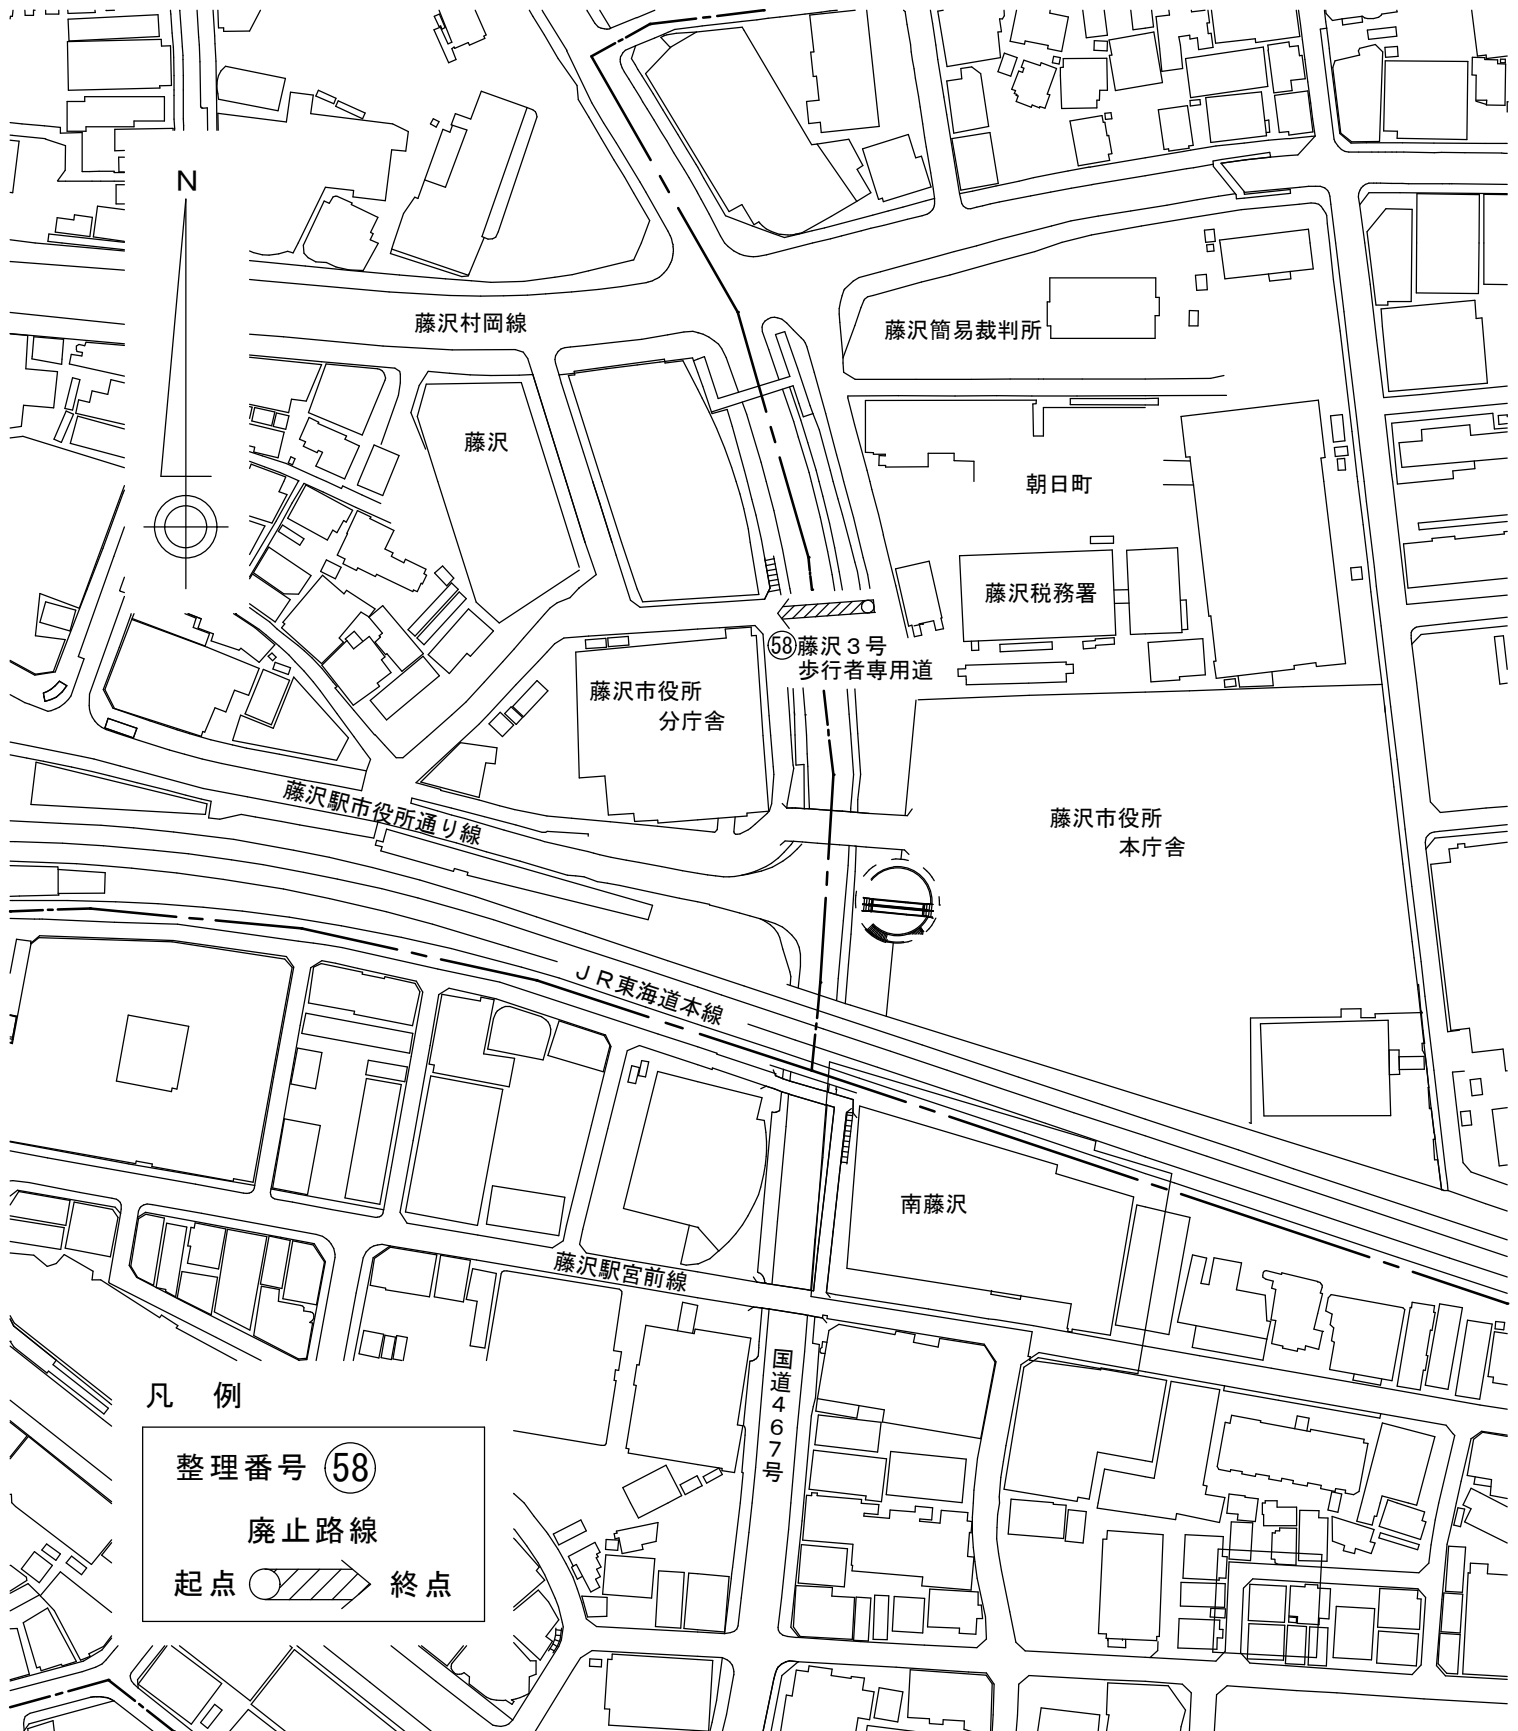 N
藤沢村岡線
藤沢簡易裁判所
藤沢
朝日町
藤沢税務署
58藤沢3号
歩行者専用道
藤沢市役所
分庁舎
藤沢駅市役所通り線
藤沢市役所
本庁舎
JR東海道本線
南藤沢
藤沢駅宮前線
国道467号
凡 例
整理番号 58
廃止路線
起点 終点